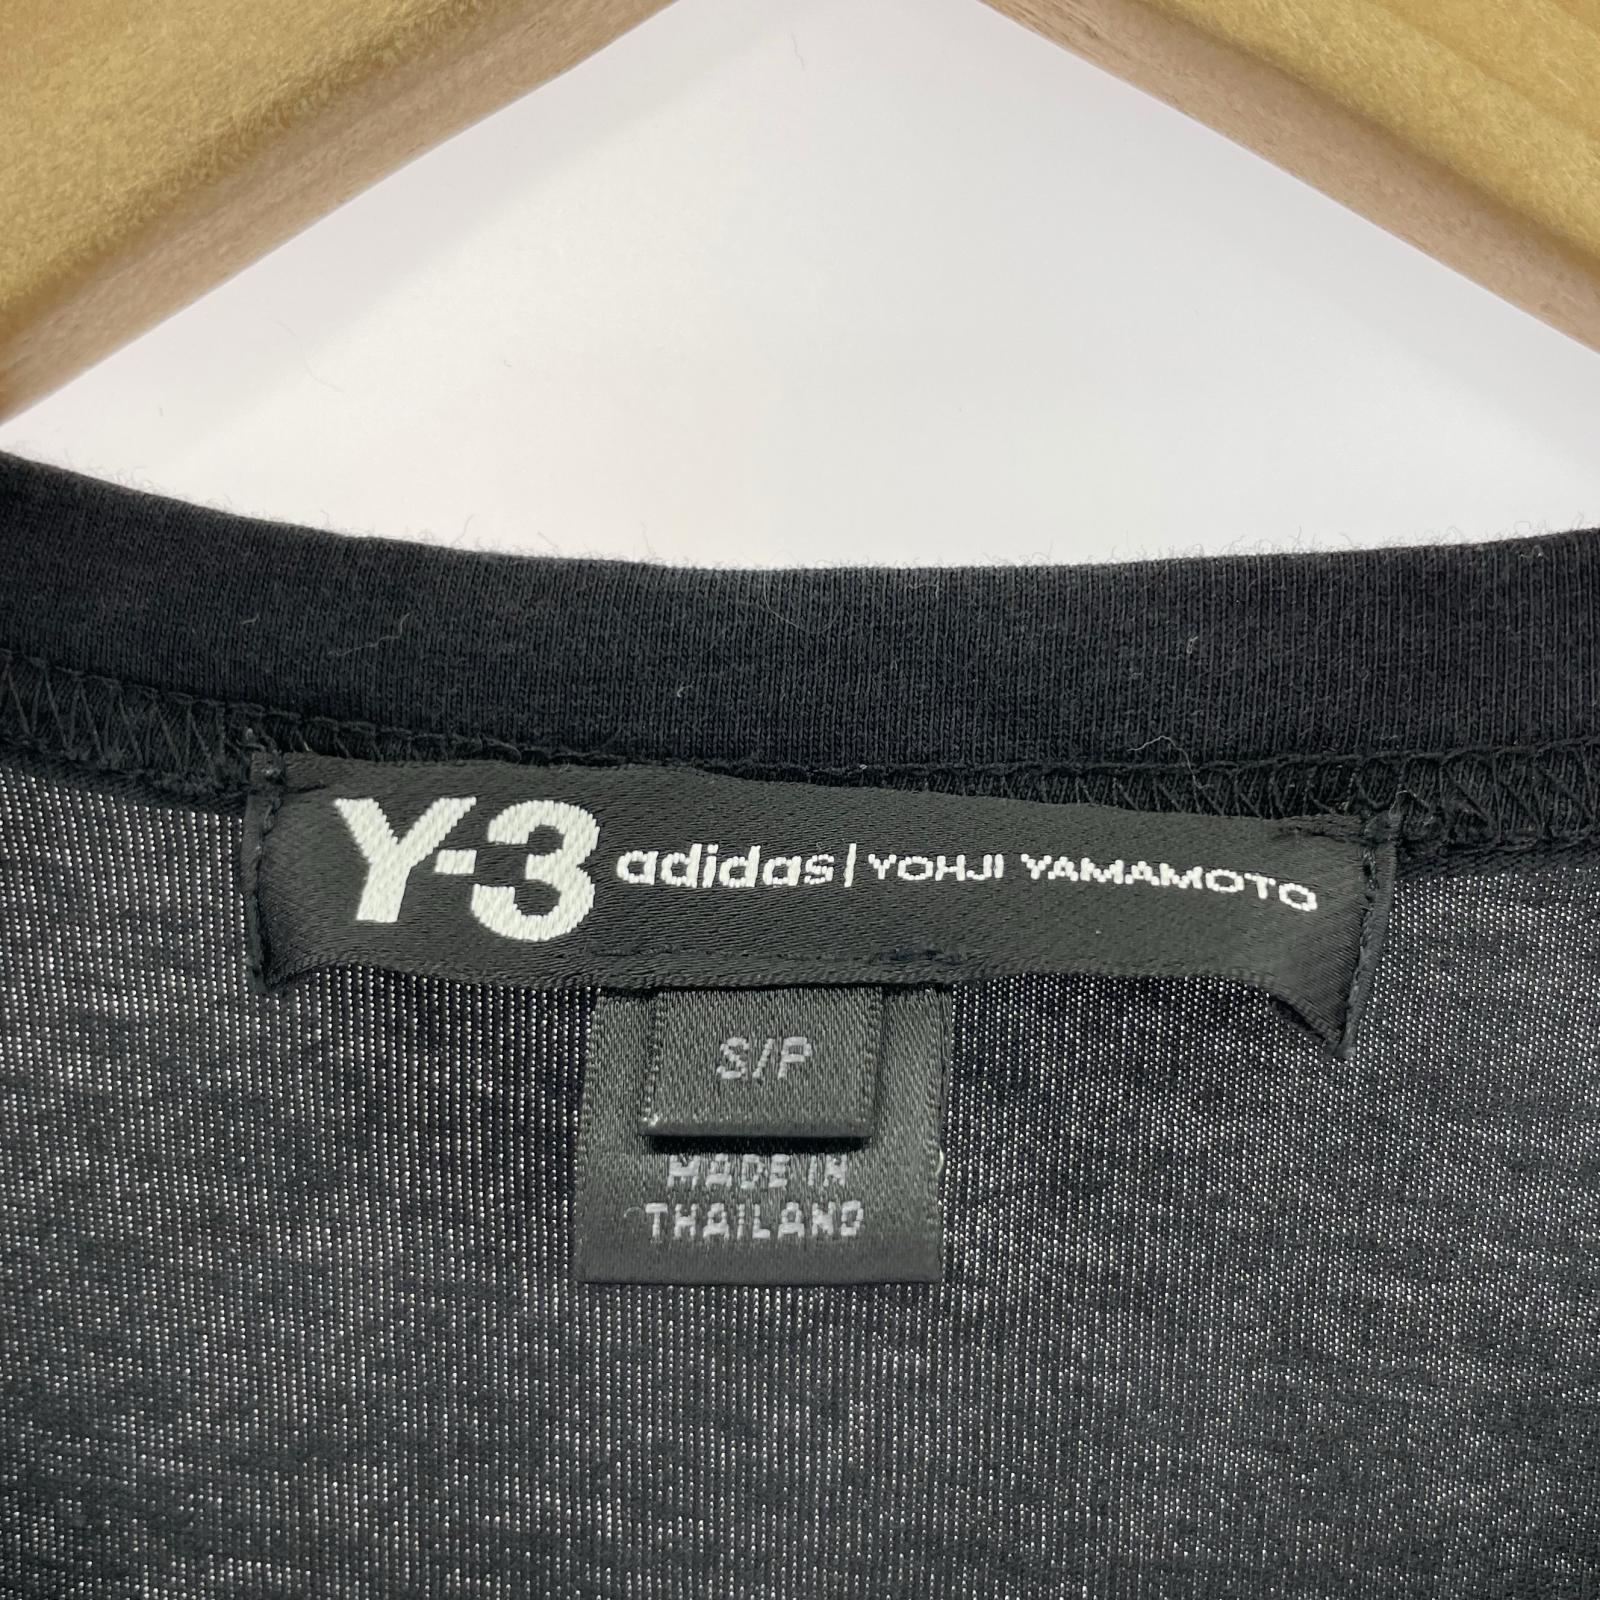 Y-3 adidas | YOHJI YAMAMOTO
S/P
MADE IN
THAILAND